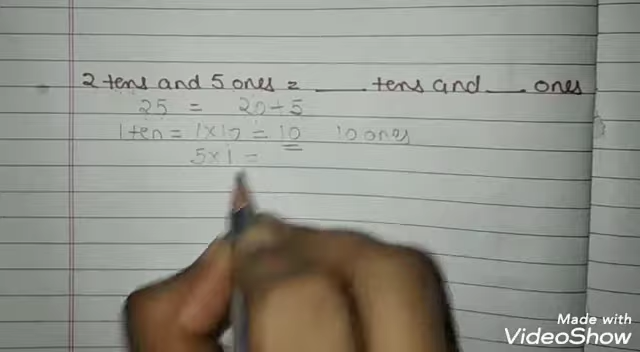 2 tens and 5 ones = ___ tens and ___ ones
25 = 20+5
1 ten = 1×10 = 10 10 ones
5×1 =
Made with
VideoShow